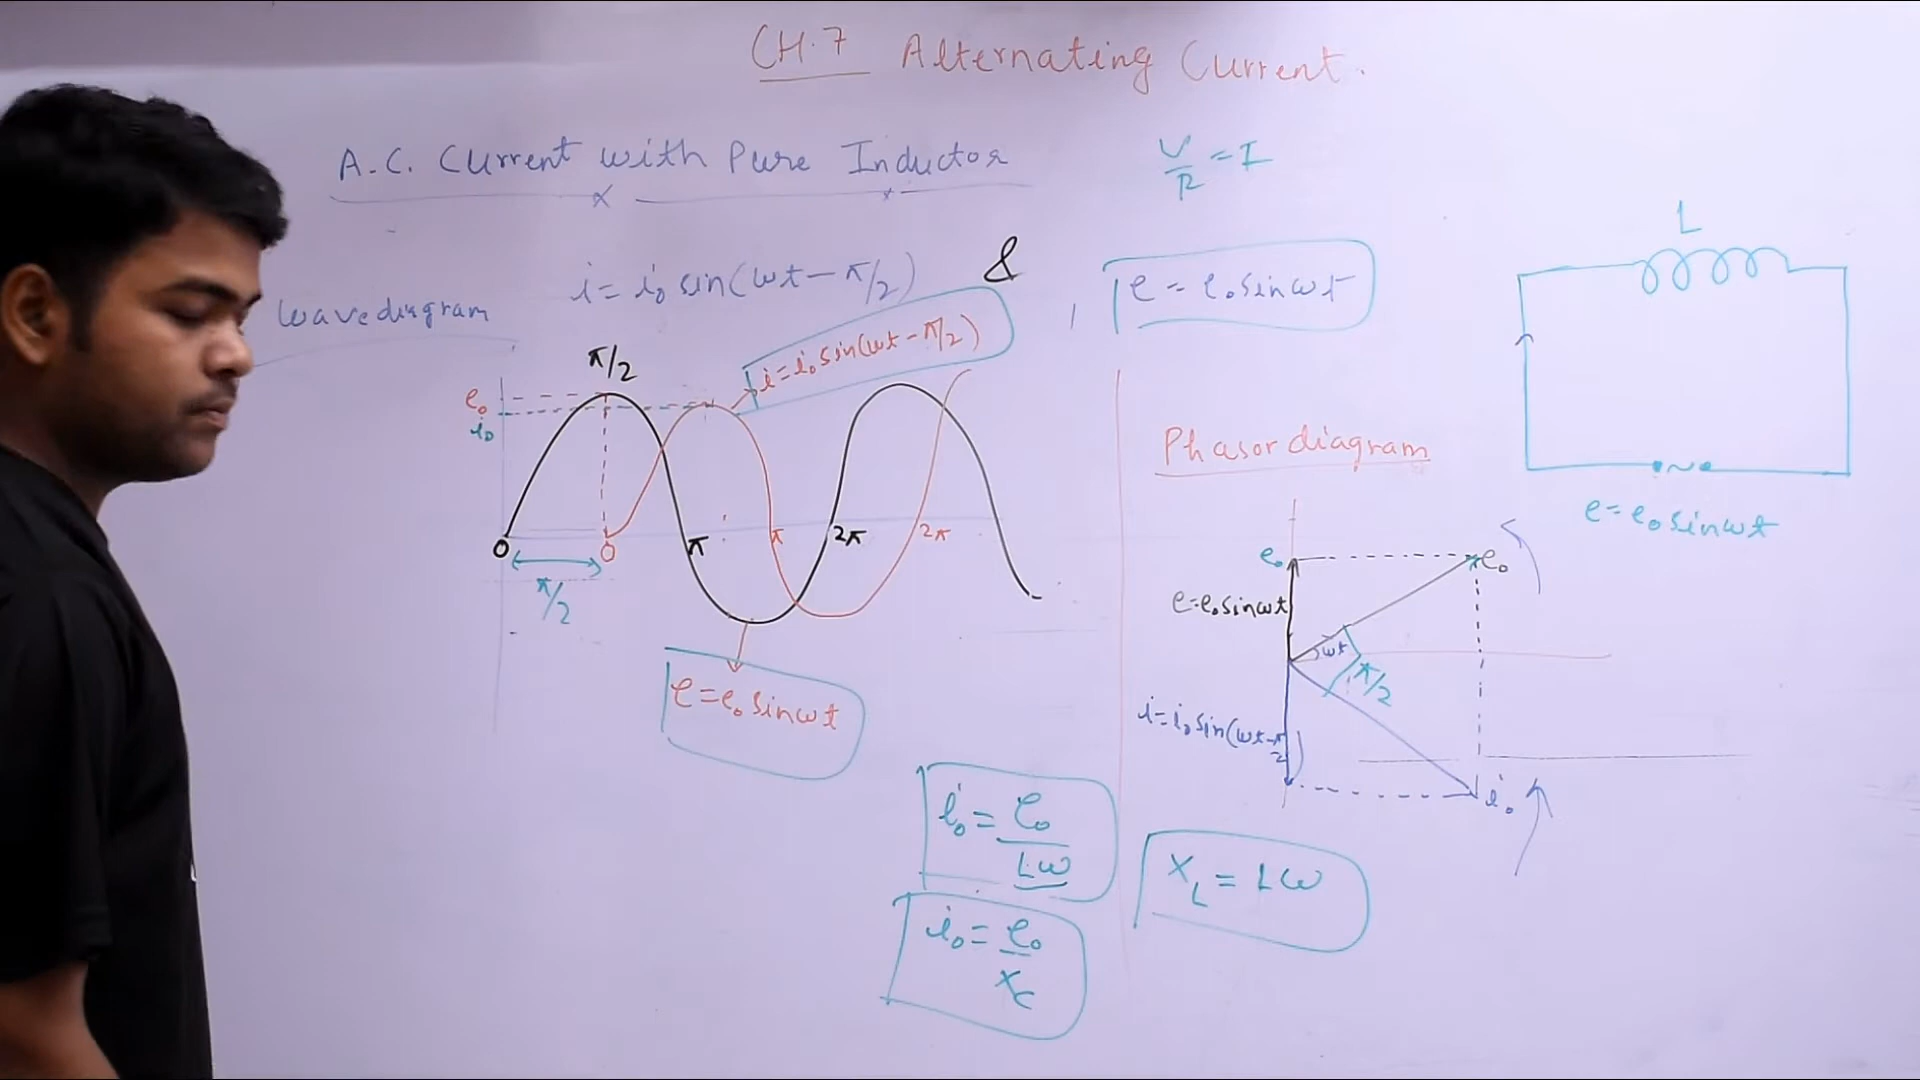 CH.7 Alternating Current.
A.C. Current with Pure Inductor
V/R = I
i = i₀ sin(ωt − π/2) & , e = e₀ sin ωt
L
wave diagram
i = i₀ sin(ωt − π/2)
π/2
e₀
i₀
0 0 π π 2π 2π
π/2
e = e₀ sin ωt
e = e₀ sin ωt
Phasor diagram
e₀ e₀
e = e₀ sin ωt
ωt
π/2
i = i₀ sin(ωt − π/2)
i₀
i₀ = e₀/Lω
X_L = Lω
i₀ = e₀/X_C